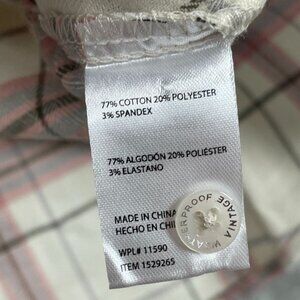 77% COTTON 20% POLYESTER
3% SPANDEX
77% ALGODÓN 20% POLIÉSTER
3% ELASTANO
MADE IN CHINA
HECHO EN
WPL# 11590
ITEM 1529265